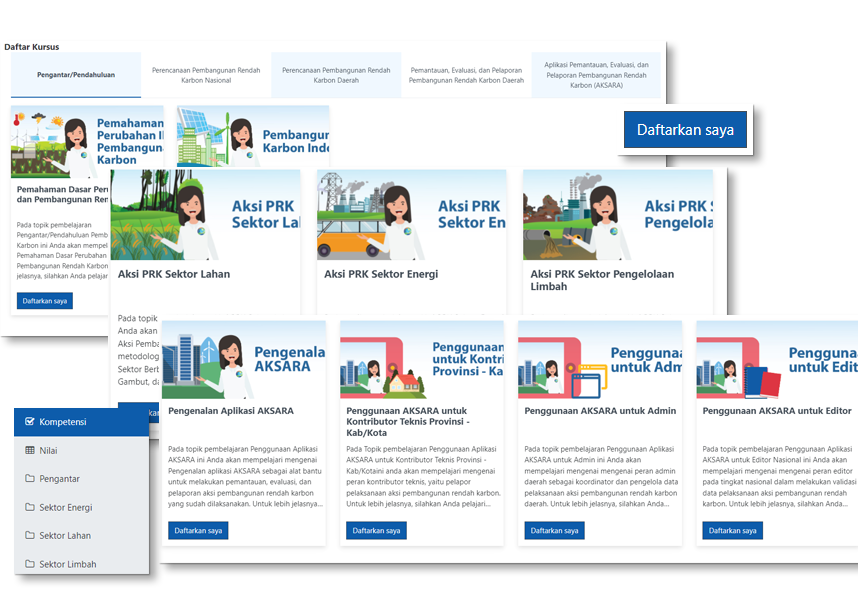 Daftar Kursus
Pengantar/Pendahuluan
Perencanaan Pembangunan Rendah
Karbon Nasional
Perencanaan Pembangunan Rendah
Karbon Daerah
Pemantauan, Evaluasi, dan Pelaporan
Pembangunan Rendah Karbon Daerah
Aplikasi Pemantauan, Evaluasi, dan
Pelaporan Pembangunan Rendah
Karbon (AKSARA)
Daftarkan saya
Pemahaman
Perubahan
Pembangun
Karbon
Pembangun
Karbon Indo
Pemahaman Dasar Per
dan Pembangunan Ren
Pada topik pembelajaran
Pengantar/Pendahuluan Pemb
Karbon ini Anda akan mempel
Pemahaman Dasar Perubahan
Pembangunan Rendah Karbon
jelasnya, silahkan Anda pelajar
Daftarkan saya
Aksi PRK
Sektor La
Aksi PRK Sektor Lahan
Pada topik
Anda akan
Aksi Pemba
metodolog
Sektor Berb
Gambut, da
Aksi PRK
Sektor En
Aksi PRK Sektor Energi
Aksi PRK
Pengelola
Aksi PRK Sektor Pengelolaan
Limbah
Pengenala
AKSARA
Pengenalan Aplikasi AKSARA
Pada topik pembelajaran Penggunaan Aplikasi
AKSARA ini Anda akan mempelajari mengenai
Pengenalan aplikasi AKSARA sebagai alat bantu
untuk melakukan pemantauan, evaluasi, dan
pelaporan aksi pembangunan rendah karbon
yang sudah dilaksanakan. Untuk lebih jelasnya...
Daftarkan saya
Penggunaan
untuk Kontri
Provinsi - Ka
Penggunaan AKSARA untuk
Kontributor Teknis Provinsi -
Kab/Kota
Pada Topik pembelajaran Penggunaan Aplikasi
AKSARA untuk Kontributor Teknis Provinsi -
Kab/Kotaini anda akan mempelajari mengenai
peran kontributor teknis, yaitu pelapor
pelaksanaan aksi pembangunan rendah karbon.
Untuk lebih jelasnya, silahkan Anda pelajari...
Daftarkan saya
Pengguna
untuk Adm
Penggunaan AKSARA untuk Admin
Pada topik pembelajaran Penggunaan Aplikasi
AKSARA untuk Admin ini Anda akan
mempelajari mengenai mengenai peran admin
daerah sebagai koordinator dan pengelola data
pelaksanaan aksi pembangunan rendah karbon
daerah. Untuk lebih jelasnya, silahkan Anda...
Daftarkan saya
Pengguna
untuk Edit
Penggunaan AKSARA untuk Editor
Pada topik pembelajaran Penggunaan Aplikasi
AKSARA untuk Editor Nasional ini Anda akan
mempelajari mengenai mengenai peran editor
pada tingkat nasional dalam melakukan validasi
data pelaksanaan aksi pembangunan rendah
karbon. Untuk lebih jelasnya, silahkan Anda...
Daftarkan saya
Kompetensi
Nilai
Pengantar
Sektor Energi
Sektor Lahan
Sektor Limbah